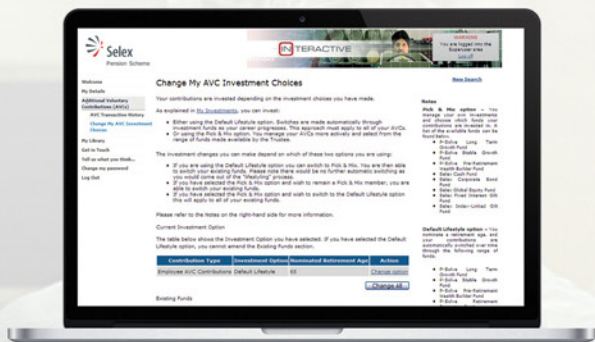 Selex
Pension Scheme
INTERACTIVE
WARNING
You are logged into the
Superuser area
Log off
Welcome
My Details
Additional Voluntary
Contributions (AVCs)
AVC Transaction History
Change My AVC Investment
Choices
My Library
Get in Touch
Tell us what you think...
Change my password
Log Out
Change My AVC Investment Choices
Your contributions are invested depending on the investment choices you have made.
As explained in My Investments, you can invest:
Either using the Default Lifestyle option. Switches are made automatically through
investment funds as your career progresses. This approach must apply to all of your AVCs.
Or using the Pick & Mix option. You manage your AVCs more actively and select from the
range of funds made available by the Trustee.
The investment changes you can make depend on which of these two options you are using:
If you are using the Default Lifestyle option you can switch to Pick & Mix. You are then able
to switch your existing funds. Please note there would be no further automatic switching as
you would come out of the "lifestyling" process.
If you have selected the Pick & Mix option and wish to remain a Pick & Mix member, you are
able to switch your existing funds.
If you have selected the Pick & Mix option and wish to switch to the Default Lifestyle option
this will apply to all of your existing funds.
Please refer to the Notes on the right-hand side for more information.
Current Investment Option
The table below shows the Investment Option you have selected. If you have selected the Default
Lifestyle option, you cannot amend the Existing Funds section.
Contribution Type Investment Option Nominated Retirement Age Action
Employee AVC Contributions Default Lifestyle 65 Change option
Change All
Existing Funds
New Search
Notes
Pick & Mix option - You
manage your own investments
and choose which funds your
contributions are invested in. A
list of the available funds can be
found below.
P-Solve Long Term
Growth Fund
P-Solve Stable Growth
Fund
P-Solve Pre-Retirement
Wealth Builder Fund
Selex Cash Fund
Selex Corporate Bond
Fund
Selex Global Equity Fund
Selex Fixed Interest Gilt
Fund
Selex Index-Linked Gilt
Fund
Default Lifestyle option - You
nominate a retirement age, and
your contributions are
automatically switched over time
through the following range of
funds.
P-Solve Long Term
Growth Fund
P-Solve Stable Growth
Fund
P-Solve Pre-Retirement
Wealth Builder Fund